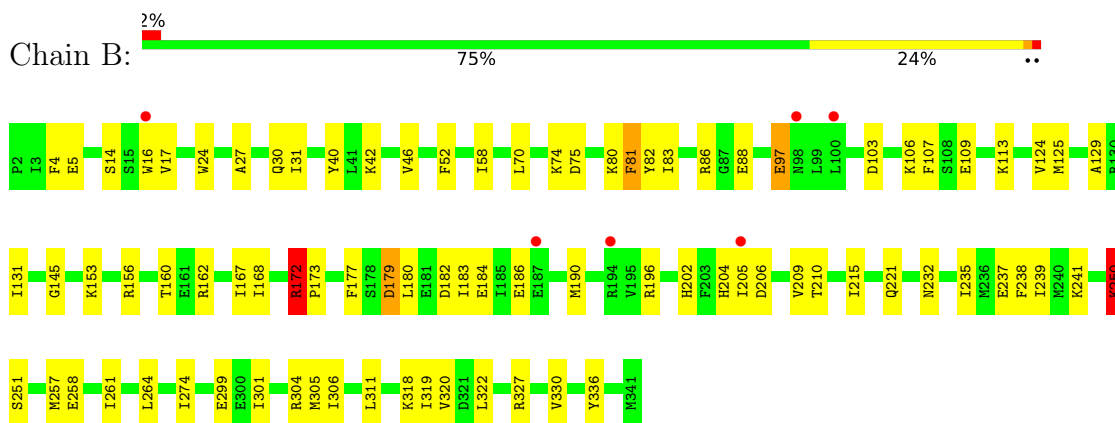 2%
Chain B:
75% 24% ..
P2 I3 F4 E5 S14 S15 W16 V17 W24 A27 Q30 I31 Y40 L41 K42 V46 F52 I58 L70 K74 D75 K80 F81 Y82 I83 R86 G87 E88 E97 N98 L99 L100 D103 K106 F107 S108 E109 K113 V124 M125 A129 R130
I131 G145 K153 R156 T160 E161 R162 I167 I168 R172 P173 F177 S178 D179 L180 E181 D182 I183 E184 I185 E186 E187 M190 R194 V195 R196 H202 F203 H204 I205 D206 V209 T210 I215 Q221 N232 I235 M236 E237 F238 I239 M240 K241 K250
S251 M257 E258 I261 L264 I274 E299 E300 I301 R304 M305 I306 L311 K318 I319 V320 D321 L322 R327 V330 Y336 M341